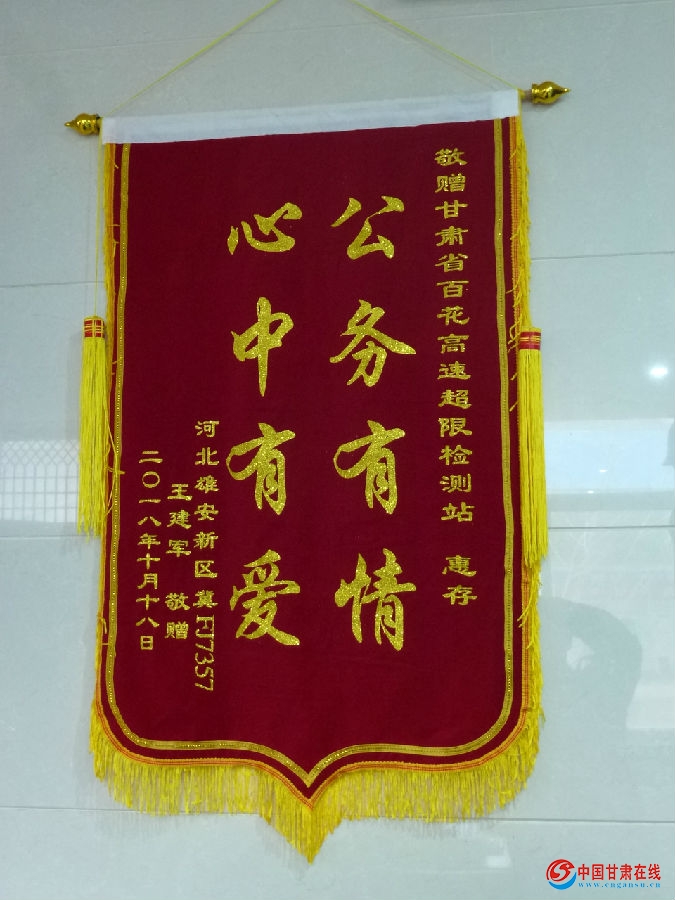 敬赠甘肃省百花高速超限检测站 惠存
公务有情
心中有爱
河北雄安新区冀FJ7357
王建军 敬赠
二〇一八年十月十八日
中国甘肃在线
www.cngansu.cn